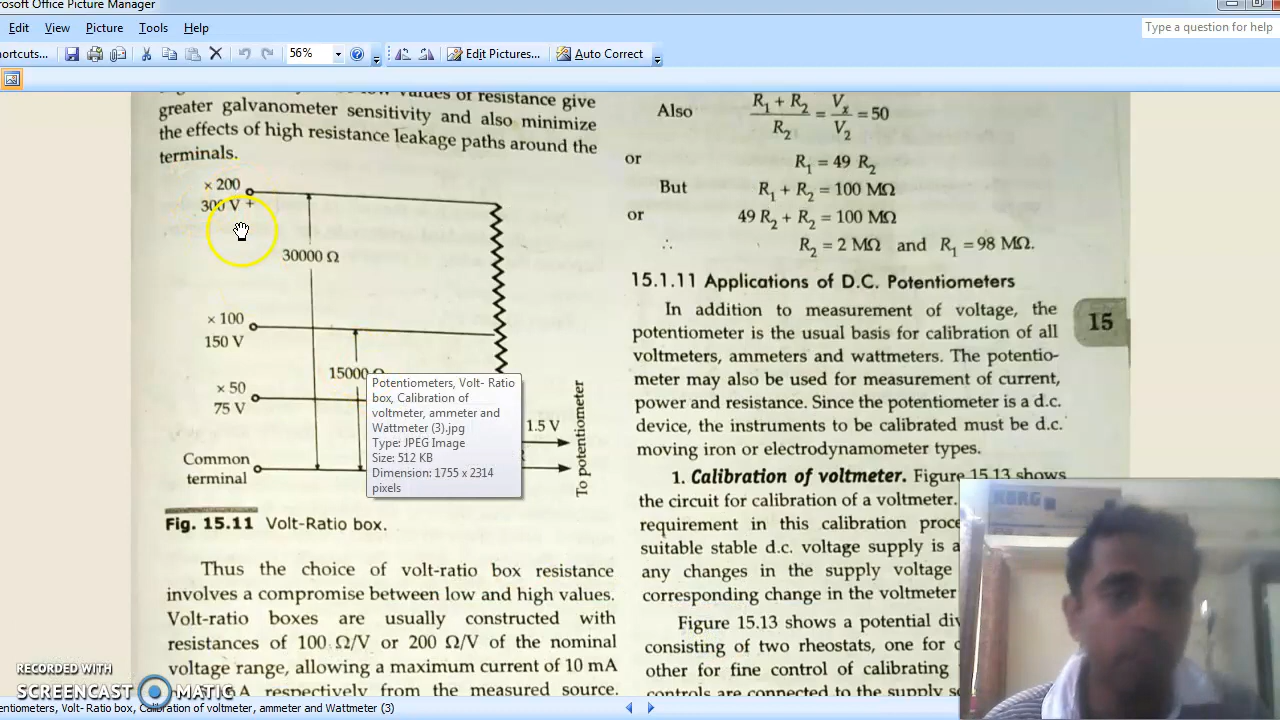 rosoft Office Picture Manager
Edit View Picture Tools Help
Type a question for help
ortcuts... 56% Edit Pictures... Auto Correct
values of resistance give
greater galvanometer sensitivity and also minimize
the effects of high resistance leakage paths around the
terminals.
× 200
300 V +
30000 Ω
× 100
150 V
15000
× 50
75 V
1.5 V
Common
terminal
To potentiometer
Potentiometers, Volt- Ratio
box, Calibration of
voltmeter, ammeter and
Wattmeter (3).jpg
Type: JPEG Image
Size: 512 KB
Dimension: 1755 x 2314
pixels
Fig. 15.11 Volt-Ratio box.
Thus the choice of volt-ratio box resistance
involves a compromise between low and high values.
Volt-ratio boxes are usually constructed with
resistances of 100 Ω/V or 200 Ω/V of the nominal
voltage range, allowing a maximum current of 10 mA
respectively from the measured source.
Also (R1 + R2)/R2 = Vx/V2 = 50
or R1 = 49 R2
But R1 + R2 = 100 MΩ
or 49 R2 + R2 = 100 MΩ
∴ R2 = 2 MΩ and R1 = 98 MΩ.
15.1.11 Applications of D.C. Potentiometers
In addition to measurement of voltage, the
potentiometer is the usual basis for calibration of all
voltmeters, ammeters and wattmeters. The potentio-
meter may also be used for measurement of current,
power and resistance. Since the potentiometer is a d.c.
device, the instruments to be calibrated must be d.c.
moving iron or electrodynamometer types.
15
1. Calibration of voltmeter. Figure 15.13 shows
the circuit for calibration of a voltmeter.
requirement in this calibration proce
suitable stable d.c. voltage supply is a
any changes in the supply voltage
corresponding change in the voltmeter
Figure 15.13 shows a potential div
consisting of two rheostats, one for
other for fine control of calibrating
controls are connected to the supply
RECORDED WITH
SCREENCAST MATIC
entiometers, Volt- Ratio box, Calibration of voltmeter, ammeter and Wattmeter (3)